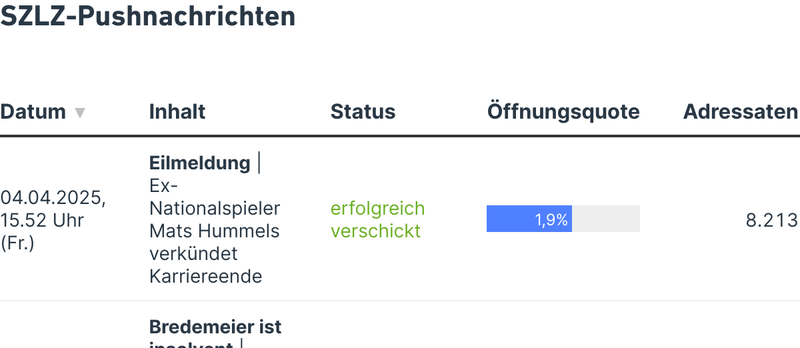 SZLZ-Pushnachrichten
Datum ▼ Inhalt Status Öffnungsquote Adressaten
04.04.2025,
15.52 Uhr
(Fr.)
Eilmeldung |
Ex-
Nationalspieler
Mats Hummels
verkündet
Karriereende
erfolgreich
verschickt
1,9%
8.213
Bredemeier ist
insolvent |